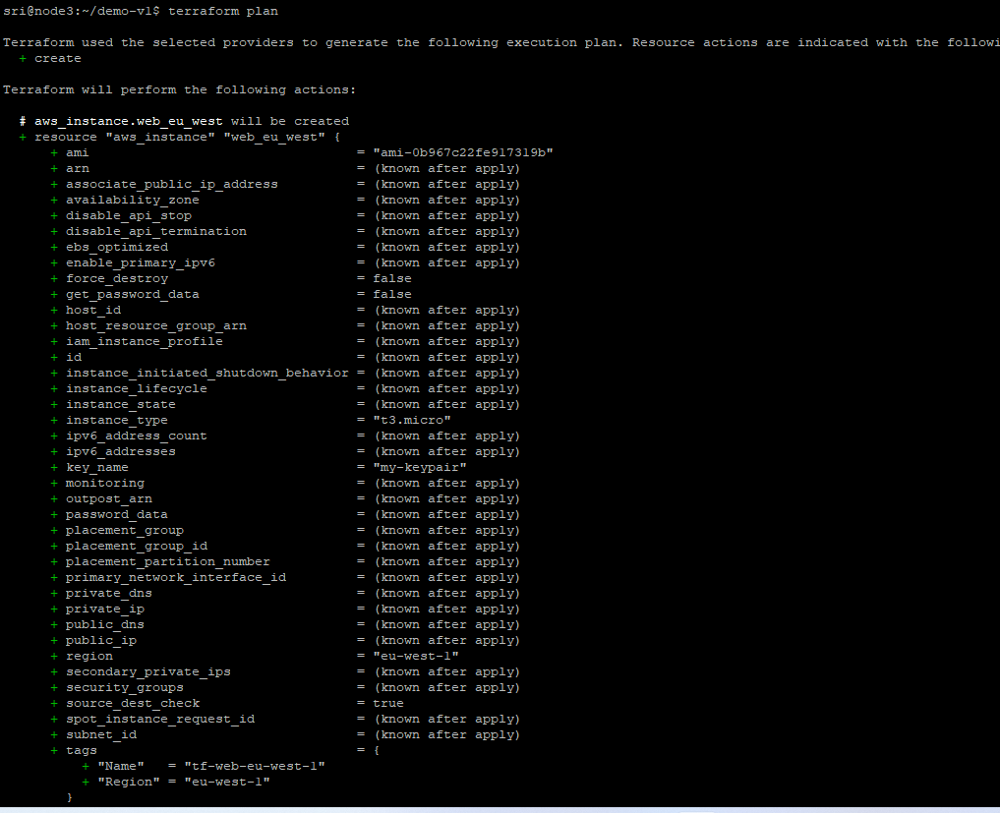 sri@node3:~/demo-v1$ terraform plan
Terraform used the selected providers to generate the following execution plan. Resource actions are indicated with the followi
+ create
Terraform will perform the following actions:
# aws_instance.web_eu_west will be created
+ resource "aws_instance" "web_eu_west" {
+ ami = "ami-0b967c22fe917319b"
+ arn = (known after apply)
+ associate_public_ip_address = (known after apply)
+ availability_zone = (known after apply)
+ disable_api_stop = (known after apply)
+ disable_api_termination = (known after apply)
+ ebs_optimized = (known after apply)
+ enable_primary_ipv6 = (known after apply)
+ force_destroy = false
+ get_password_data = false
+ host_id = (known after apply)
+ host_resource_group_arn = (known after apply)
+ iam_instance_profile = (known after apply)
+ id = (known after apply)
+ instance_initiated_shutdown_behavior = (known after apply)
+ instance_lifecycle = (known after apply)
+ instance_state = (known after apply)
+ instance_type = "t3.micro"
+ ipv6_address_count = (known after apply)
+ ipv6_addresses = (known after apply)
+ key_name = "my-keypair"
+ monitoring = (known after apply)
+ outpost_arn = (known after apply)
+ password_data = (known after apply)
+ placement_group = (known after apply)
+ placement_group_id = (known after apply)
+ placement_partition_number = (known after apply)
+ primary_network_interface_id = (known after apply)
+ private_dns = (known after apply)
+ private_ip = (known after apply)
+ public_dns = (known after apply)
+ public_ip = (known after apply)
+ region = "eu-west-1"
+ secondary_private_ips = (known after apply)
+ security_groups = (known after apply)
+ source_dest_check = true
+ spot_instance_request_id = (known after apply)
+ subnet_id = (known after apply)
+ tags = {
+ "Name" = "tf-web-eu-west-1"
+ "Region" = "eu-west-1"
}